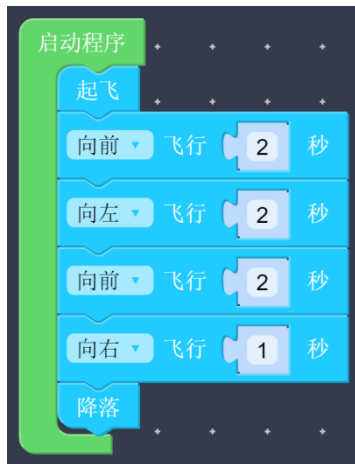 启动程序
起飞
向前 飞行 2 秒
向左 飞行 2 秒
向前 飞行 2 秒
向右 飞行 1 秒
降落